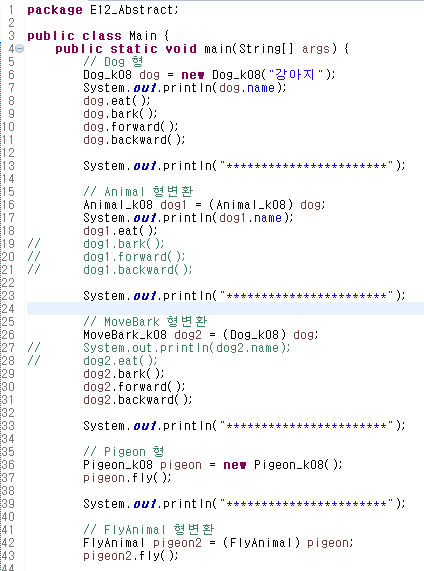 1 package E12_Abstract;
2
3 public class Main {
4 public static void main(String[] args) {
5 // Dog 형
6 Dog_k08 dog = new Dog_k08("강아지");
7 System.out.println(dog.name);
8 dog.eat();
9 dog.bark();
10 dog.forward();
11 dog.backward();
12
13 System.out.println("***********************");
14
15 // Animal 형변환
16 Animal_k08 dog1 = (Animal_k08) dog;
17 System.out.println(dog1.name);
18 dog1.eat();
19 // dog1.bark();
20 // dog1.forward();
21 // dog1.backward();
22
23 System.out.println("***********************");
24
25 // MoveBark 형변환
26 MoveBark_k08 dog2 = (Dog_k08) dog;
27 // System.out.println(dog2.name);
28 // dog2.eat();
29 dog2.bark();
30 dog2.forward();
31 dog2.backward();
32
33 System.out.println("***********************");
34
35 // Pigeon 형
36 Pigeon_k08 pigeon = new Pigeon_k08();
37 pigeon.fly();
38
39 System.out.println("***********************");
40
41 // FlyAnimal 형변환
42 FlyAnimal pigeon2 = (FlyAnimal) pigeon;
43 pigeon2.fly();
44